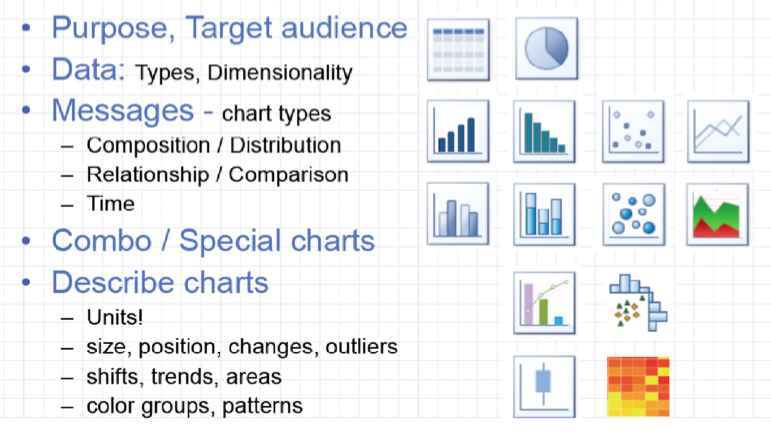 • Purpose, Target audience
• Data: Types, Dimensionality
• Messages - chart types
– Composition / Distribution
– Relationship / Comparison
– Time
• Combo / Special charts
• Describe charts
– Units!
– size, position, changes, outliers
– shifts, trends, areas
– color groups, patterns